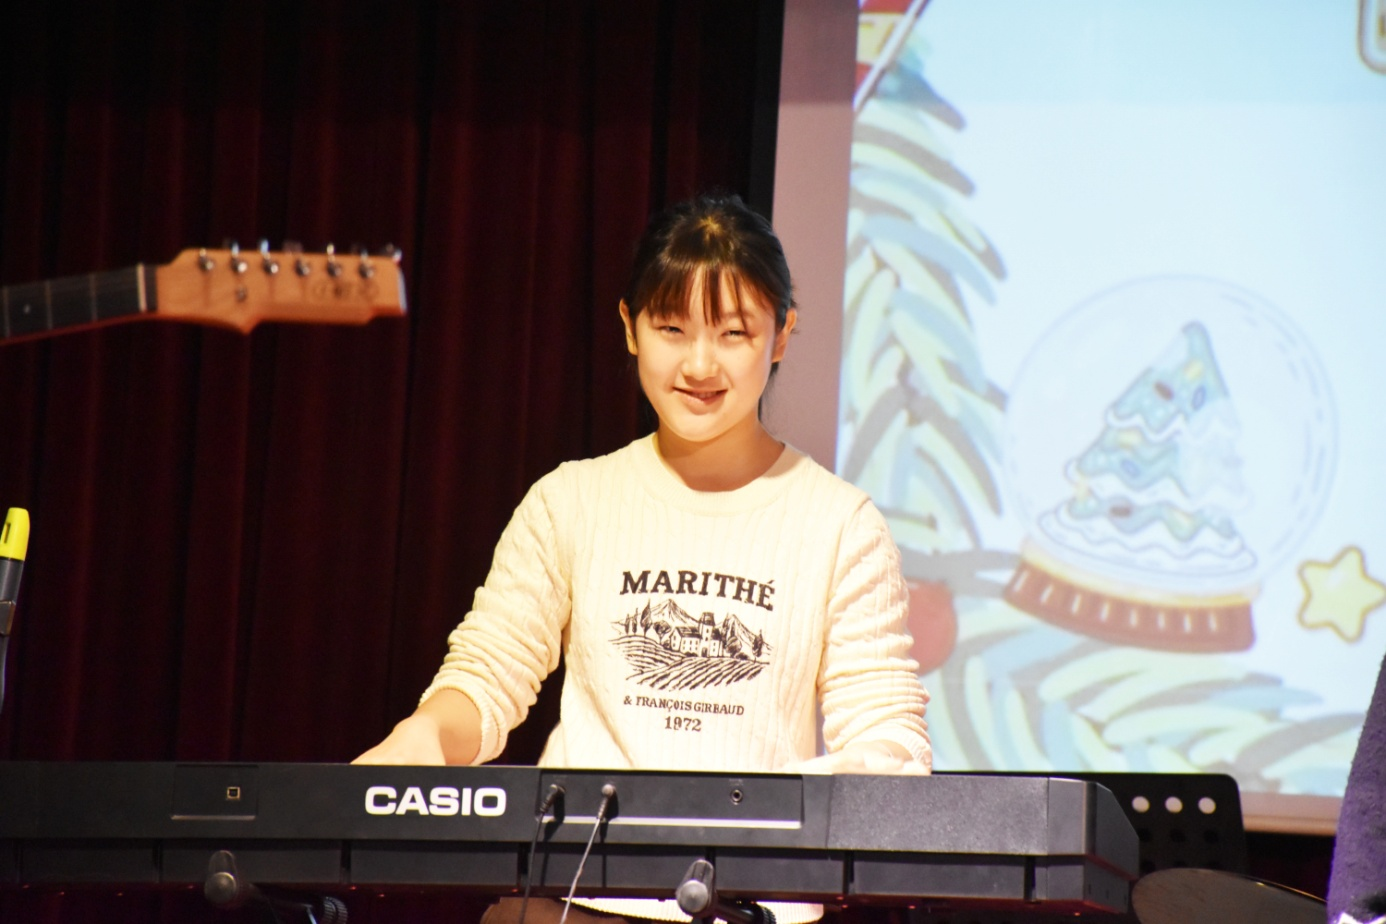 MARITHÉ
& FRANÇOIS GIRBAUD
1972
CASIO